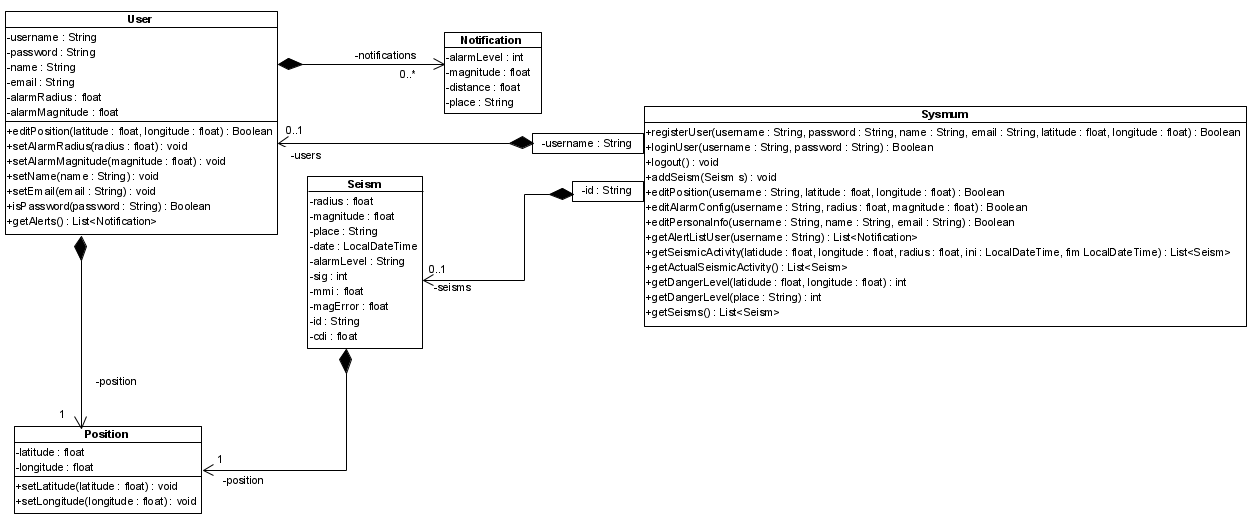 User
-username : String
-password : String
-name : String
-email : String
-alarmRadius : float
-alarmMagnitude : float
+editPosition(latitude : float, longitude : float) : Boolean
+setAlarmRadius(radius : float) : void
+setAlarmMagnitude(magnitude : float) : void
+setName(name : String) : void
+setEmail(email : String) : void
+isPassword(password : String) : Boolean
+getAlerts() : List<Notification>
-notifications
0..*
Notification
-alarmLevel : int
-magnitude : float
-distance : float
-place : String
0..1
-users
-username : String
-id : String
Sysmum
+registerUser(username : String, password : String, name : String, email : String, latitude : float, longitude : float) : Boolean
+loginUser(username : String, password : String) : Boolean
+logout() : void
+addSeism(Seism s) : void
+editPosition(username : String, latitude : float, longitude : float) : Boolean
+editAlarmConfig(username : String, radius : float, magnitude : float) : Boolean
+editPersonaInfo(username : String, name : String, email : String) : Boolean
+getAlertListUser(username : String) : List<Notification>
+getSeismicActivity(latidude : float, longitude : float, radius : float, ini : LocalDateTime, fim LocalDateTime) : List<Seism>
+getActualSeismicActivity() : List<Seism>
+getDangerLevel(latidude : float, longitude : float) : int
+getDangerLevel(place : String) : int
+getSeisms() : List<Seism>
Seism
-radius : float
-magnitude : float
-place : String
-date : LocalDateTime
-alarmLevel : String
-sig : int
-mmi : float
-magError : float
-id : String
-cdi : float
0..1
-seisms
-position
1
Position
-latitude : float
-longitude : float
+setLatitude(latitude : float) : void
+setLongitude(longitude : float) : void
1
-position